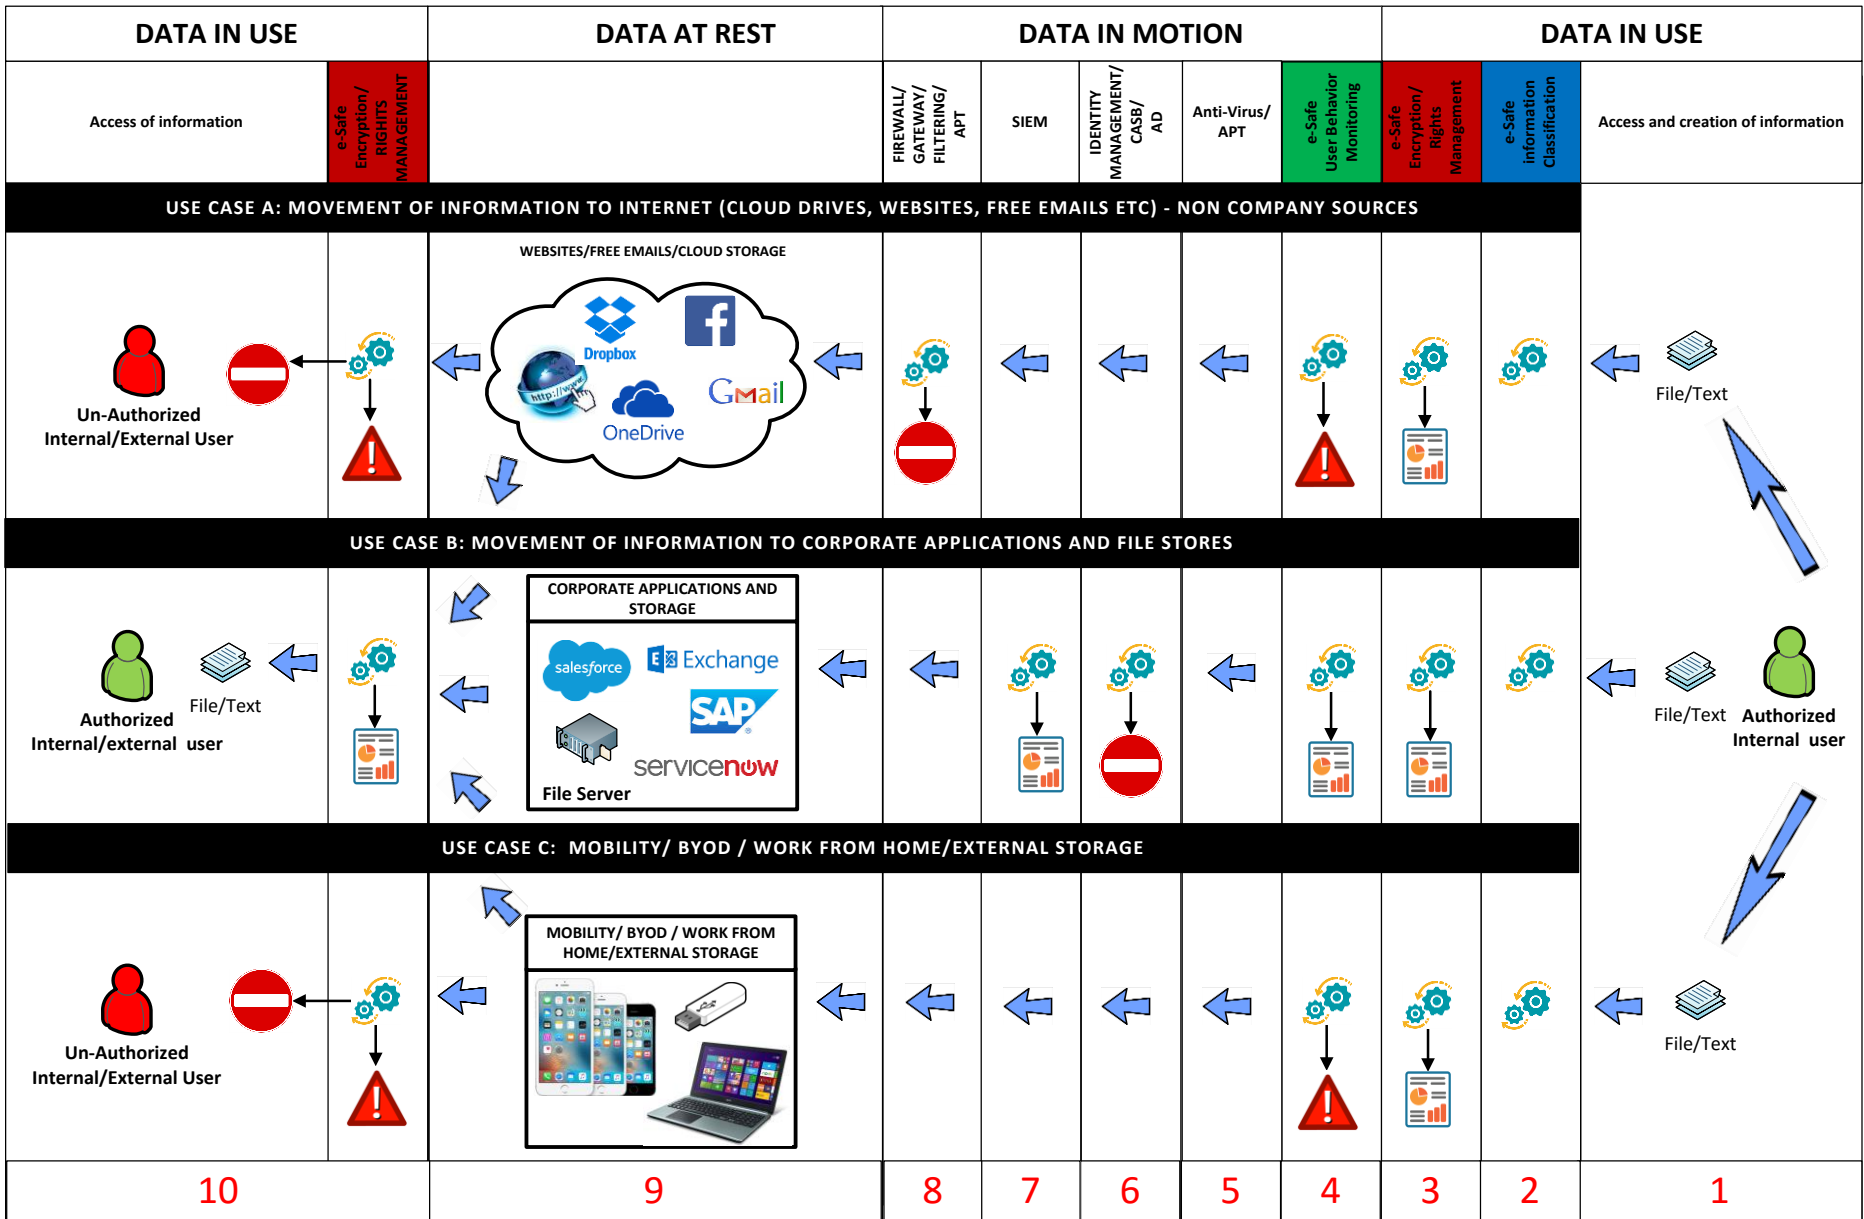 DATA IN USE
DATA AT REST
DATA IN MOTION
DATA IN USE
Access of information
e-Safe
Encryption/
RIGHITS
MANAGEMENT
FIREWALL/
GATEWAY/
FILTERING/
APT
SIEM
IDENTITY
MANAGEMENT/
CASB/
AD
Anti-Virus/
APT
e-Safe
User Behavior
Monitoring
e-Safe
Encryption/
Rights
Management
e-Safe
information
Classification
Access and creation of information
USE CASE A: MOVEMENT OF INFORMATION TO INTERNET (CLOUD DRIVES, WEBSITES, FREE EMAILS ETC) - NON COMPANY SOURCES
WEBSITES/FREE EMAILS/CLOUD STORAGE
Dropbox
f
http://www.
OneDrive
Gmail
Un-Authorized
Internal/External User
File/Text
USE CASE B: MOVEMENT OF INFORMATION TO CORPORATE APPLICATIONS AND FILE STORES
CORPORATE APPLICATIONS AND
STORAGE
salesforce
E Exchange
SAP
servicenow
File Server
File/Text
Authorized
Internal/external user
File/Text
Authorized
Internal user
USE CASE C: MOBILITY/ BYOD / WORK FROM HOME/EXTERNAL STORAGE
MOBILITY/ BYOD / WORK FROM
HOME/EXTERNAL STORAGE
Un-Authorized
Internal/External User
File/Text
10
9
8
7
6
5
4
3
2
1